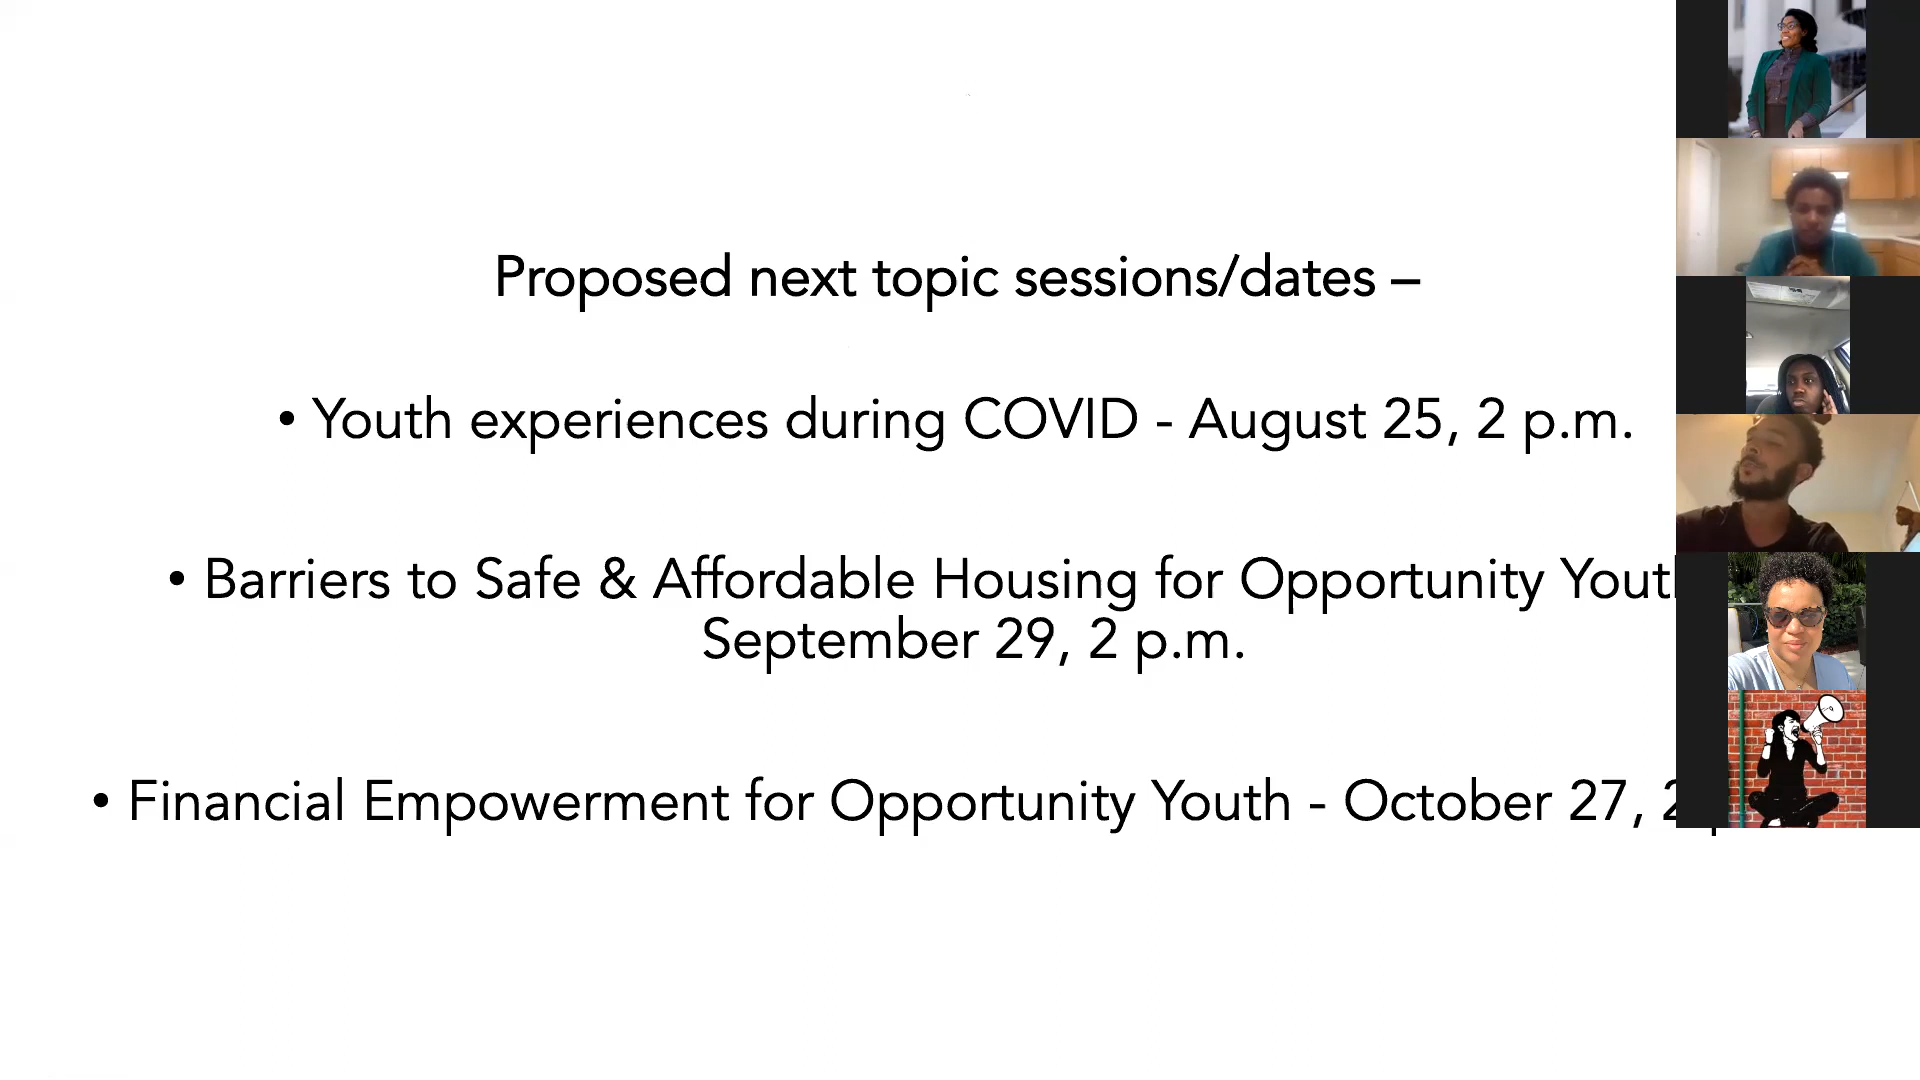 Proposed next topic sessions/dates –
• Youth experiences during COVID - August 25, 2 p.m.
• Barriers to Safe & Affordable Housing for Opportunity
September 29, 2 p.m.
• Financial Empowerment for Opportunity Youth - October 27, 2